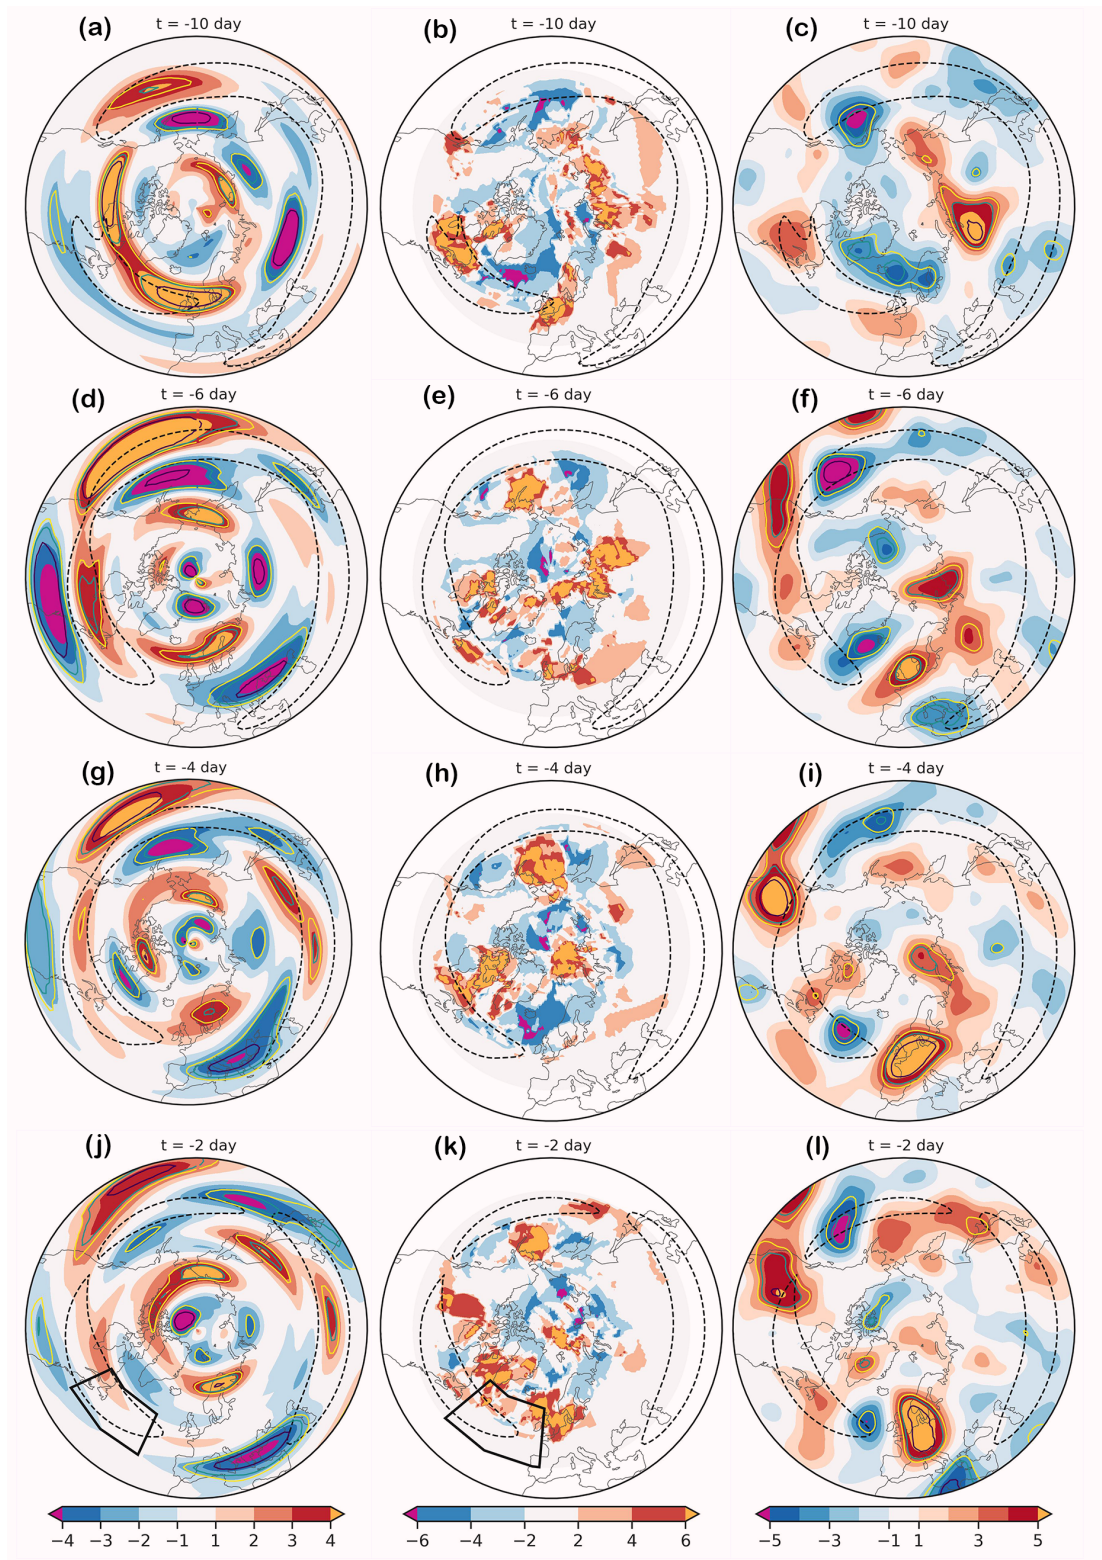 (a) t = -10 day (b) t = -10 day (c) t = -10 day
(d) t = -6 day (e) t = -6 day (f) t = -6 day
(g) t = -4 day (h) t = -4 day (i) t = -4 day
(j) t = -2 day (k) t = -2 day (l) t = -2 day
−4 −3 −2 −1 1 2 3 4 −6 −4 −2 2 4 6 −5 −3 −1 1 3 5